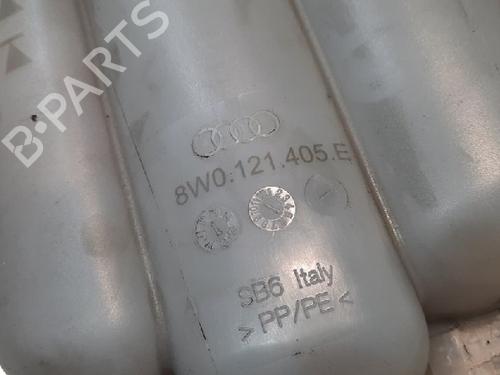 B-PARTS
8W0.121.405.E
SB6 Italy
> PP/PE <